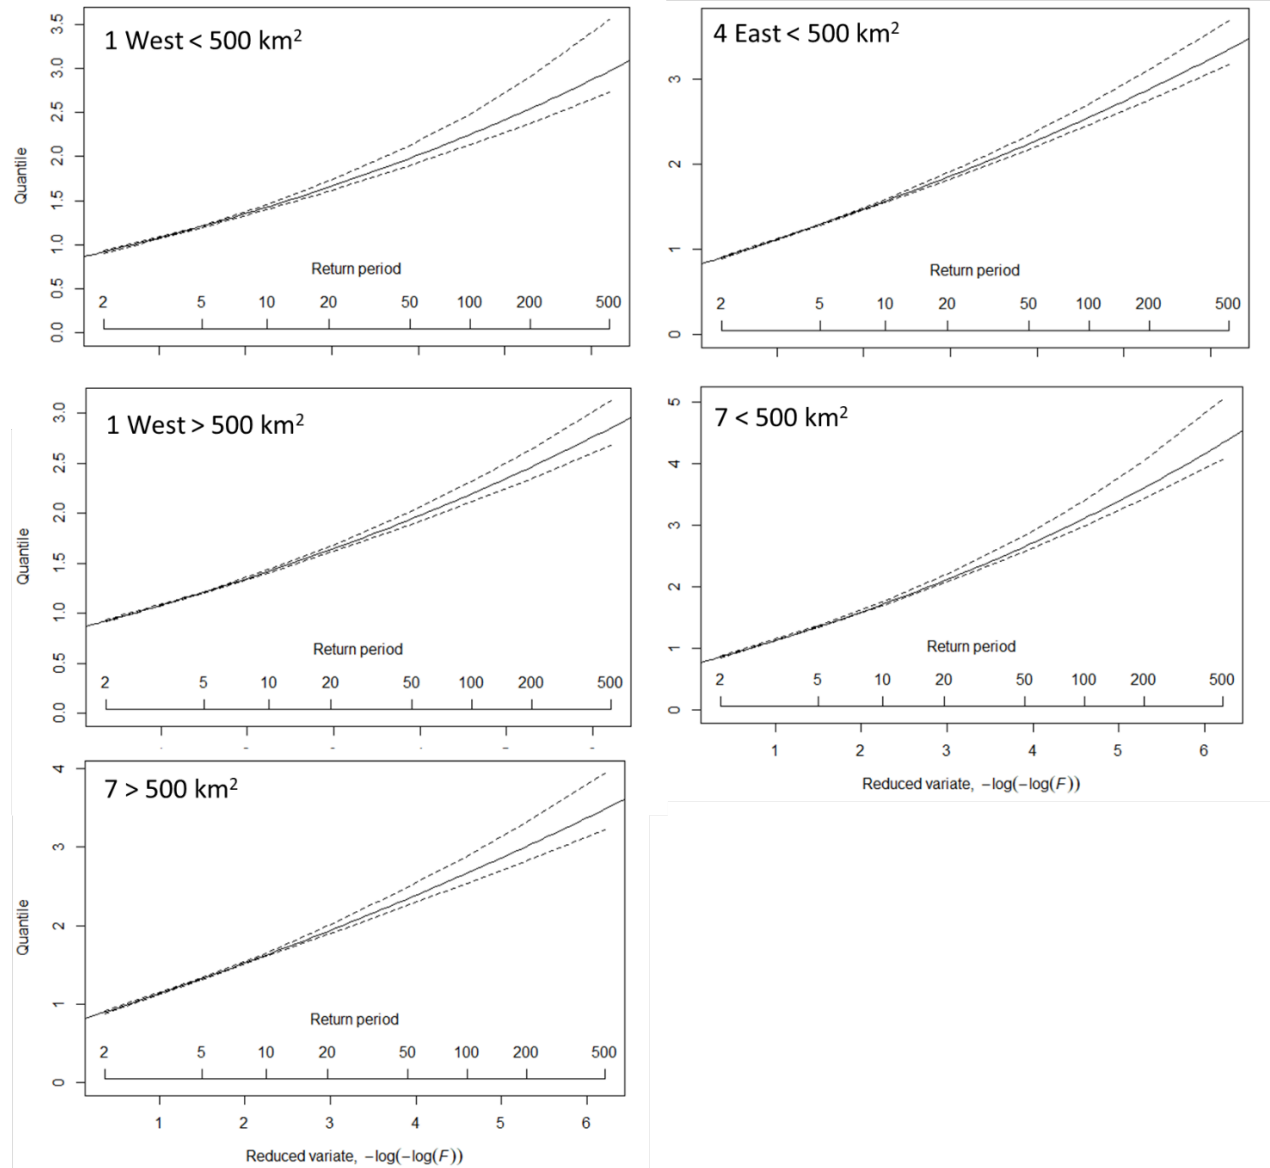 1 West < 500 km²
Quantile
3.5
3.0
2.5
2.0
1.5
1.0
0.5
0.0
Return period
2 5 10 20 50 100 200 500
4 East < 500 km²
3
2
1
0
Return period
2 5 10 20 50 100 200 500
1 West > 500 km²
Quantile
3.0
2.5
2.0
1.5
1.0
0.5
0.0
Return period
2 5 10 20 50 100 200 500
7 < 500 km²
5
4
3
2
1
0
Return period
2 5 10 20 50 100 200 500
1 2 3 4 5 6
Reduced variate, −log(−log(F))
7 > 500 km²
Quantile
4
3
2
1
0
Return period
2 5 10 20 50 100 200 500
1 2 3 4 5 6
Reduced variate, −log(−log(F))